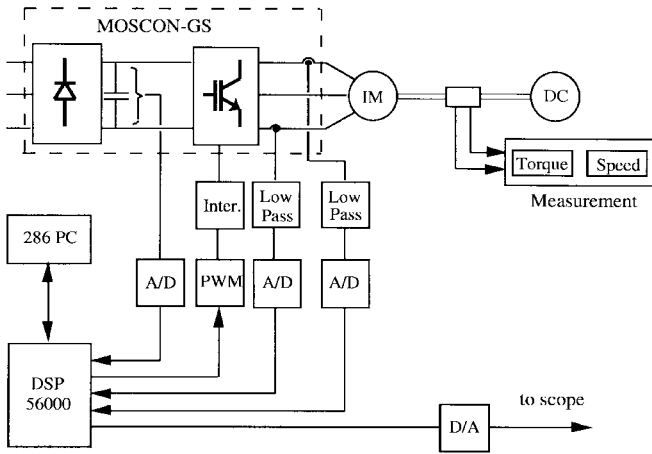 MOSCON-GS
IM
DC
Torque
Speed
Measurement
Inter.
Low
Pass
Low
Pass
286 PC
A/D
PWM
A/D
A/D
DSP
56000
to scope
D/A